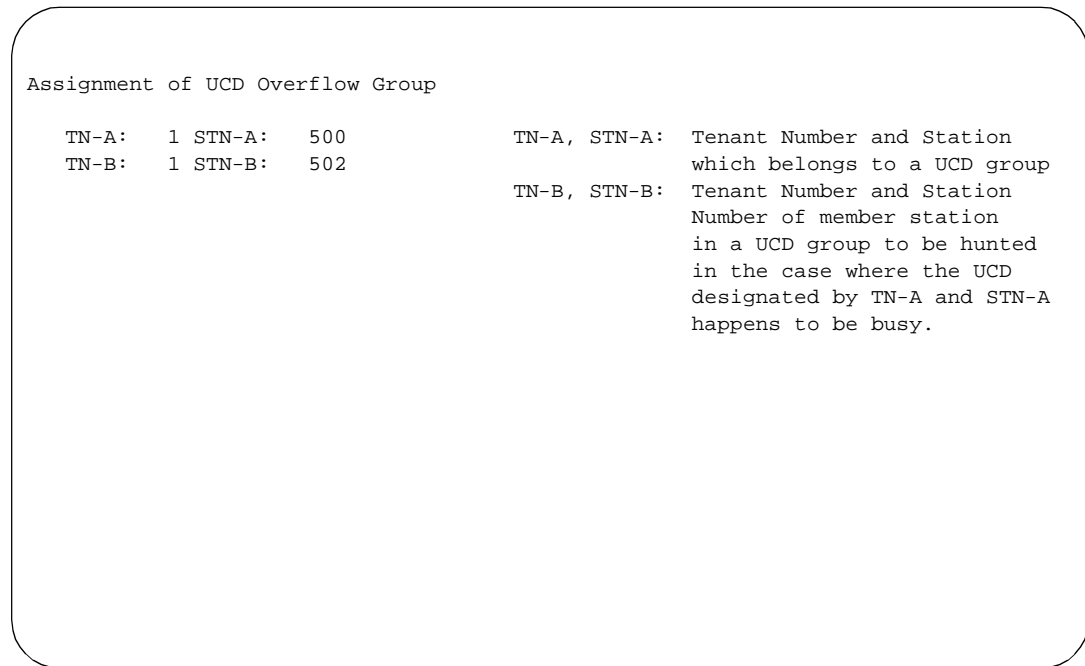 Assignment of UCD Overflow Group
TN-A: 1 STN-A: 500
TN-B: 1 STN-B: 502
TN-A, STN-A: Tenant Number and Station
which belongs to a UCD group
TN-B, STN-B: Tenant Number and Station
Number of member station
in a UCD group to be hunted
in the case where the UCD
designated by TN-A and STN-A
happens to be busy.